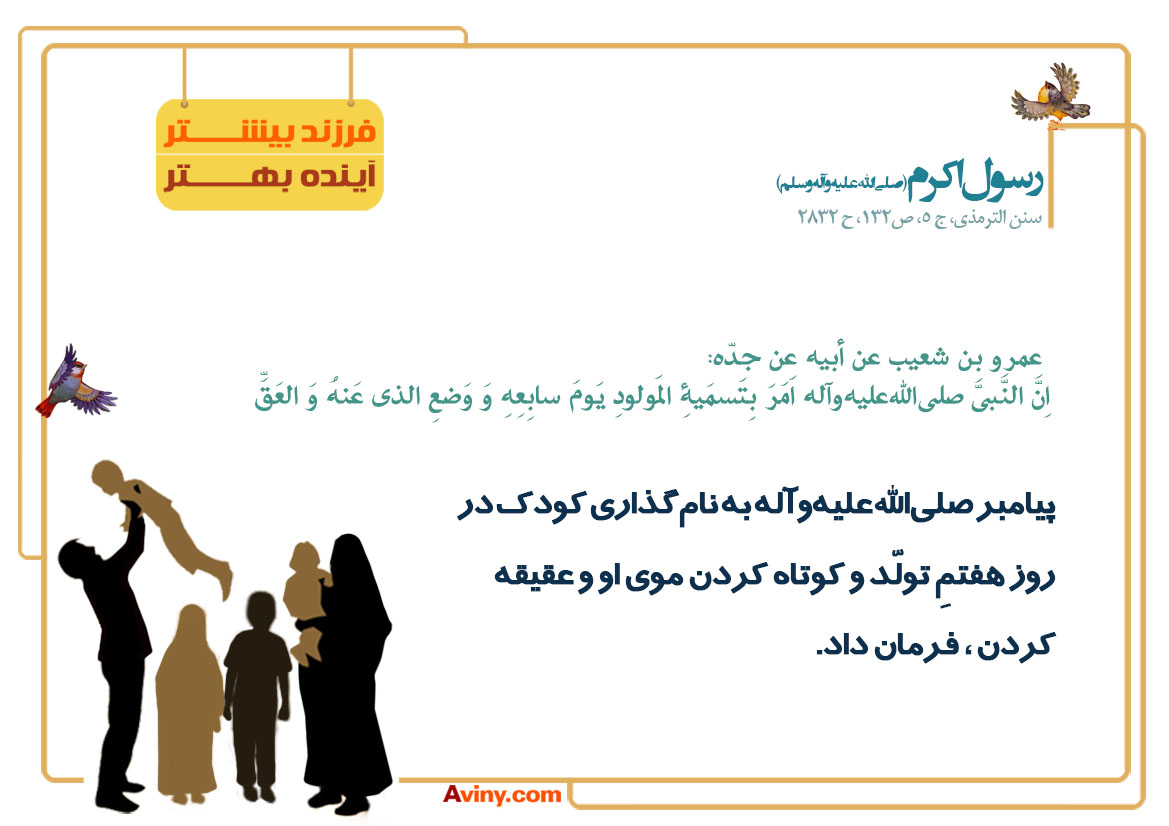 فرزند بیشتر
آینده بهتر
رسول اکرم (صلی‌الله‌علیه‌وآله‌وسلم)
سنن الترمذی، ج ۵، ص۱۳۲، ح ۲۸۳۲
عمرو بن شعیب عن أبیه عن جدّه:
اِنَّ النَّبیَّ صلی‌الله‌علیه‌وآله اَمَرَ بِتَسمَیةِ المَولودِ یَومَ سابِعِهِ وَ وَضعِ الذی عَنهُ وَ العَقِّ
پیامبر صلی‌الله‌علیه‌وآله به نام‌گذاری کودک در
روز هفتمِ تولّد و کوتاه کردن موی او و عقیقه
کردن ، فرمان داد.
Aviny.com